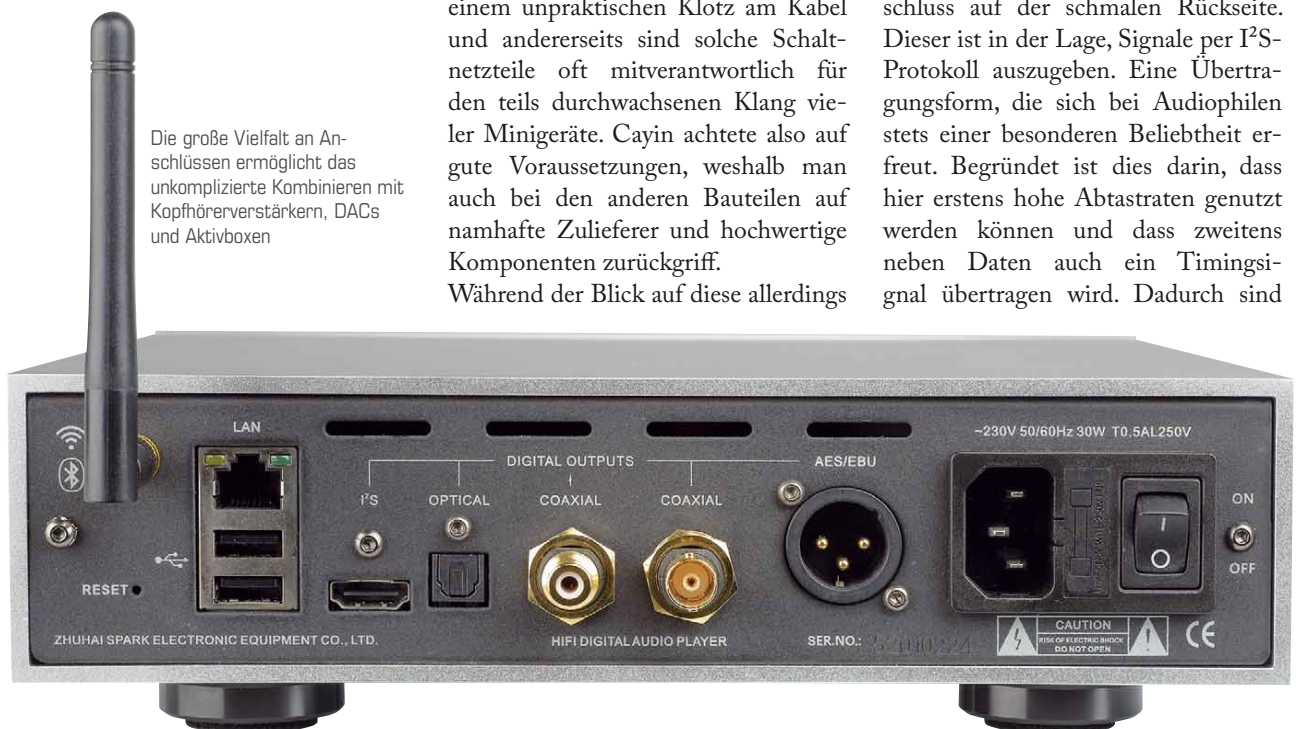 Die große Vielfalt an An-
schlüssen ermöglicht das
unkomplizierte Kombinieren mit
Kopfhörerverstärkern, DACs
und Aktivboxen
einem unpraktischen Klotz am Kabel
und andererseits sind solche Schalt-
netzteile oft mitverantwortlich für
den teils durchwachsenen Klang vie-
ler Minigeräte. Cayin achtete also auf
gute Voraussetzungen, weshalb man
auch bei den anderen Bauteilen auf
namhafte Zulieferer und hochwertige
Komponenten zurückgriff.
Während der Blick auf diese allerdings
schluss auf der schmalen Rückseite.
Dieser ist in der Lage, Signale per I²S-
Protokoll auszugeben. Eine Übertra-
gungsform, die sich bei Audiophilen
stets einer besonderen Beliebtheit er-
freut. Begründet ist dies darin, dass
hier erstens hohe Abtastraten genutzt
werden können und dass zweitens
neben Daten auch ein Timingsi-
gnal übertragen wird. Dadurch sind
LAN
~230V 50/60Hz 30W T0.5AL250V
DIGITAL OUTPUTS
AES/EBU
I²S
OPTICAL
COAXIAL
COAXIAL
ON
OFF
RESET
ZHUHAI SPARK ELECTRONIC EQUIPMENT CO., LTD.
HIFI DIGITAL AUDIO PLAYER
SER.NO.:
CAUTION
RISK OF ELECTRIC SHOCK
DO NOT OPEN
CE